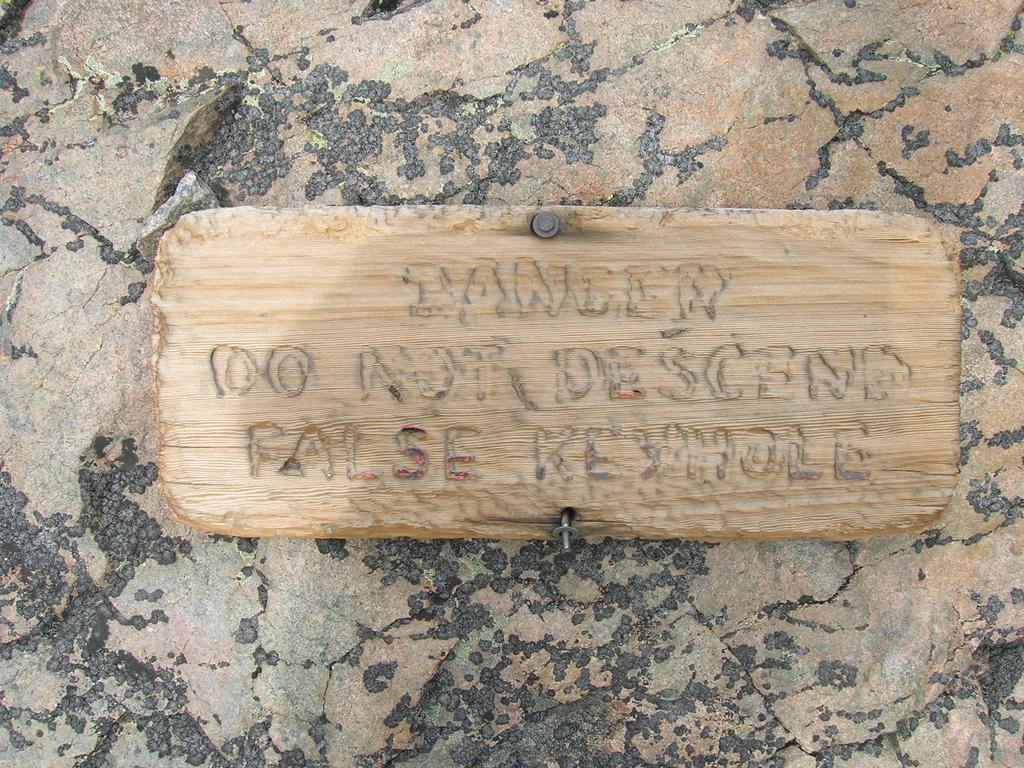 DANGER
DO NOT DESCEND
FALSE KEYHOLE